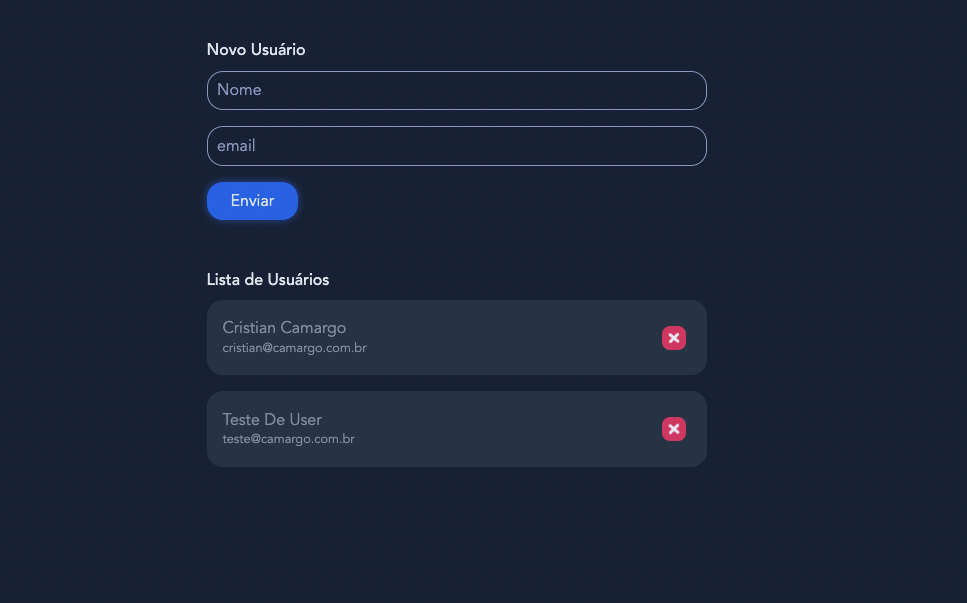 Novo Usuário
Nome
email
Enviar
Lista de Usuários
Cristian Camargo
cristian@camargo.com.br
Teste De User
teste@camargo.com.br